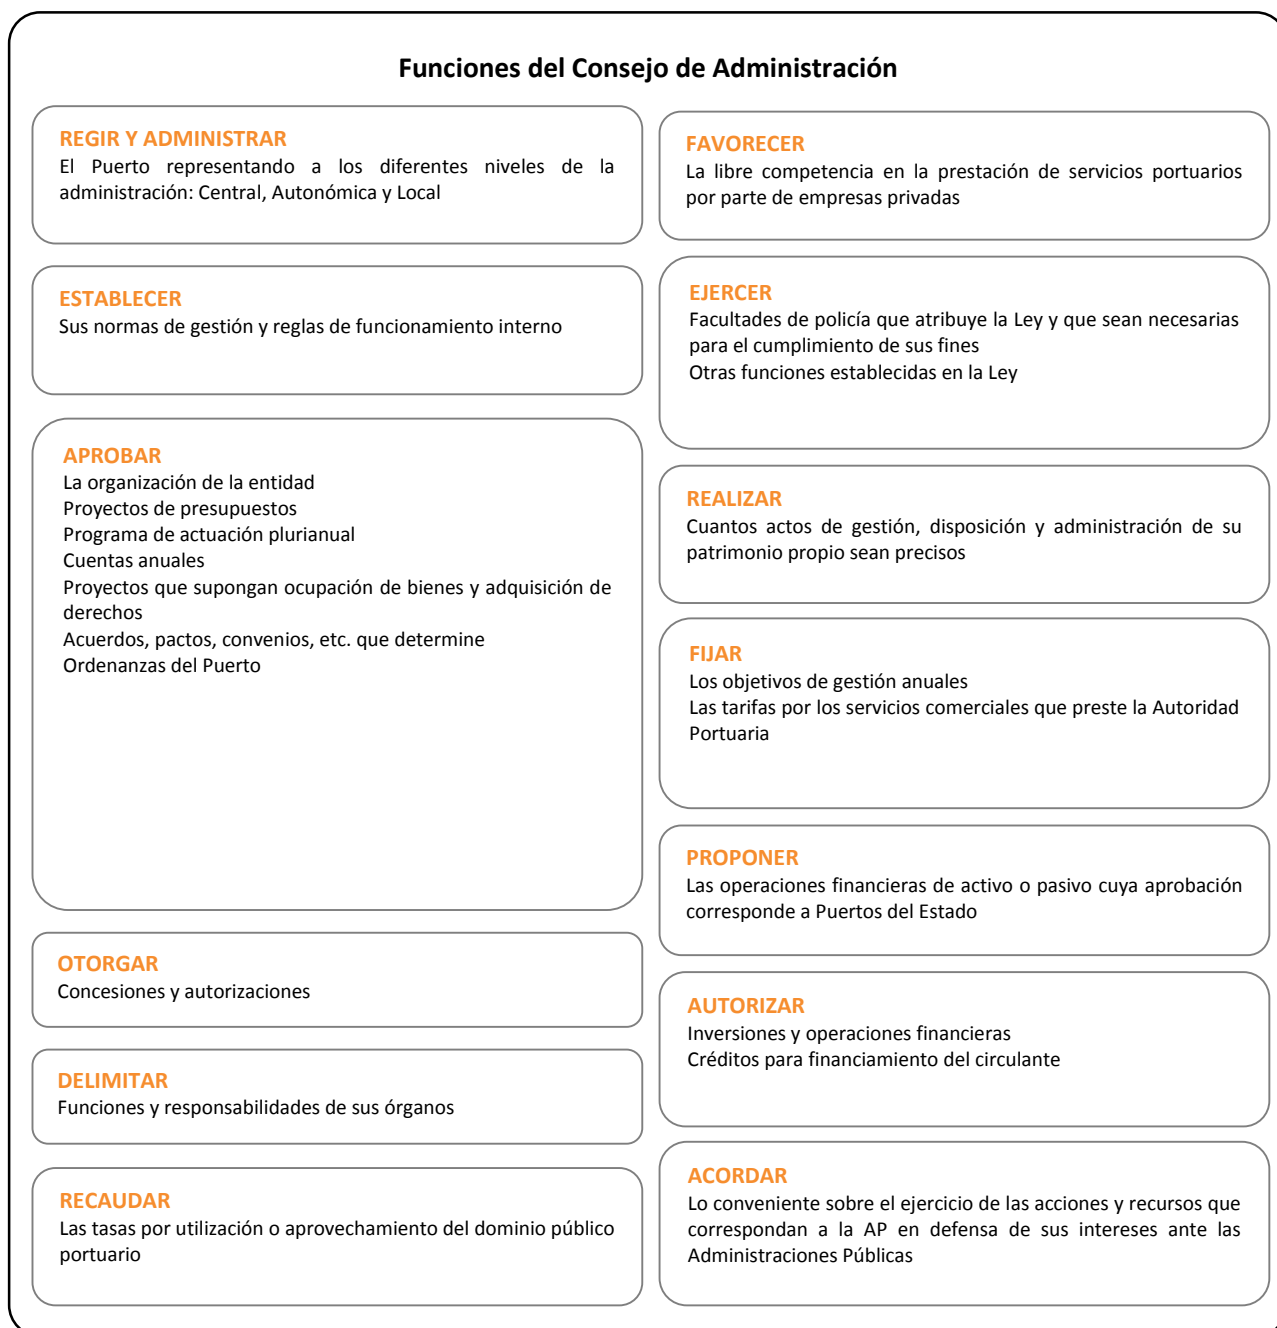 Funciones del Consejo de Administración
REGIR Y ADMINISTRAR
El Puerto representando a los diferentes niveles de la
administración: Central, Autonómica y Local
ESTABLECER
Sus normas de gestión y reglas de funcionamiento interno
APROBAR
La organización de la entidad
Proyectos de presupuestos
Programa de actuación plurianual
Cuentas anuales
Proyectos que supongan ocupación de bienes y adquisición de
derechos
Acuerdos, pactos, convenios, etc. que determine
Ordenanzas del Puerto
OTORGAR
Concesiones y autorizaciones
DELIMITAR
Funciones y responsabilidades de sus órganos
RECAUDAR
Las tasas por utilización o aprovechamiento del dominio público
portuario
FAVORECER
La libre competencia en la prestación de servicios portuarios
por parte de empresas privadas
EJERCER
Facultades de policía que atribuye la Ley y que sean necesarias
para el cumplimiento de sus fines
Otras funciones establecidas en la Ley
REALIZAR
Cuantos actos de gestión, disposición y administración de su
patrimonio propio sean precisos
FIJAR
Los objetivos de gestión anuales
Las tarifas por los servicios comerciales que preste la Autoridad
Portuaria
PROPONER
Las operaciones financieras de activo o pasivo cuya aprobación
corresponde a Puertos del Estado
AUTORIZAR
Inversiones y operaciones financieras
Créditos para financiamiento del circulante
ACORDAR
Lo conveniente sobre el ejercicio de las acciones y recursos que
correspondan a la AP en defensa de sus intereses ante las
Administraciones Públicas